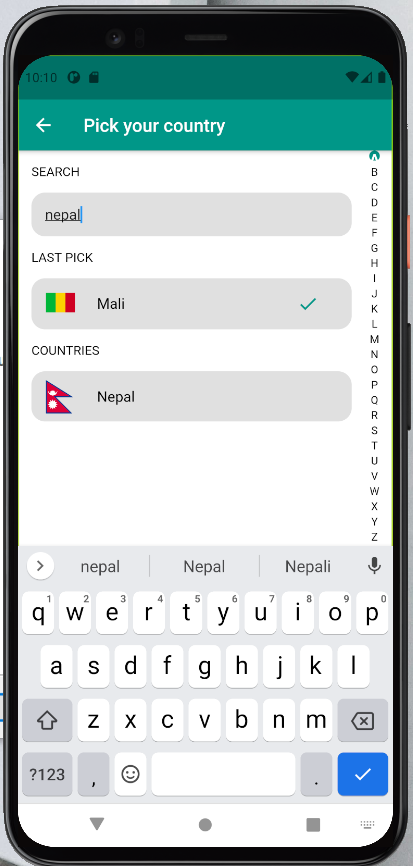 10:10
Pick your country
SEARCH
nepal
LAST PICK
Mali
COUNTRIES
Nepal
A
B
C
D
E
F
G
H
I
J
K
L
M
N
O
P
Q
R
S
T
U
V
W
X
Y
Z
nepal Nepal Nepali
q1 w2 e3 r4 t5 y6 u7 i8 o9 p0
a s d f g h j k l
z x c v b n m
?123 , .